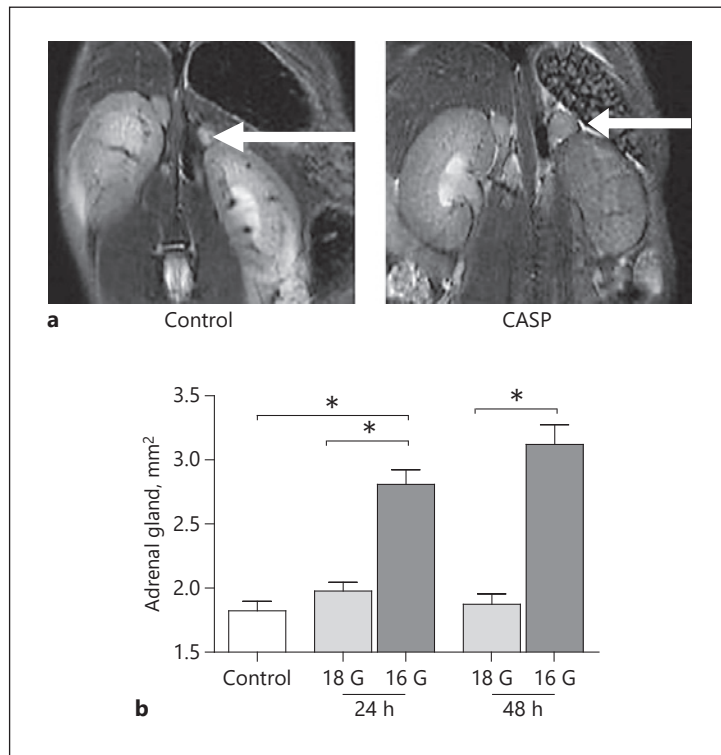 a
Control
CASP
3.5
3.0
2.5
2.0
1.5
Adrenal gland, mm²
*
*
*
Control
18 G
16 G
18 G
16 G
24 h
48 h
b